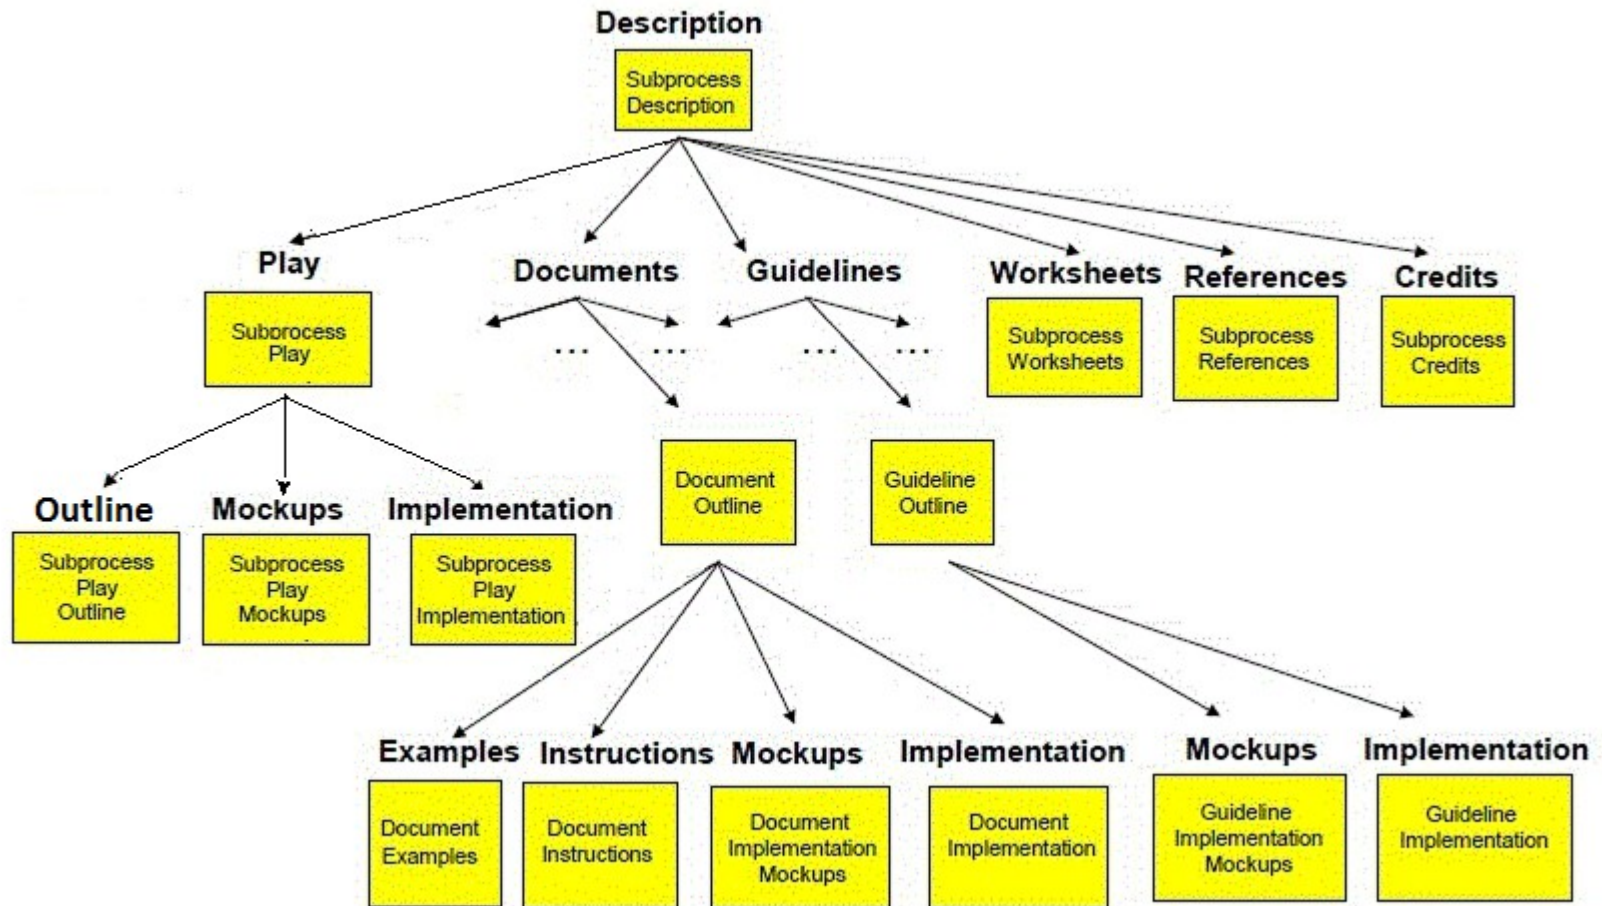 Description
Subprocess
Description
Play
Documents
Guidelines
Worksheets
References
Credits
Subprocess
Play
Subprocess
Worksheets
Subprocess
References
Subprocess
Credits
...
...
...
...
Document
Outline
Guideline
Outline
Outline
Mockups
Implementation
Subprocess
Play
Outline
Subprocess
Play
Mockups
Subprocess
Play
Implementation
Examples
Instructions
Mockups
Implementation
Mockups
Implementation
Document
Examples
Document
Instructions
Document
Implementation
Mockups
Document
Implementation
Guideline
Implementation
Mockups
Guideline
Implementation